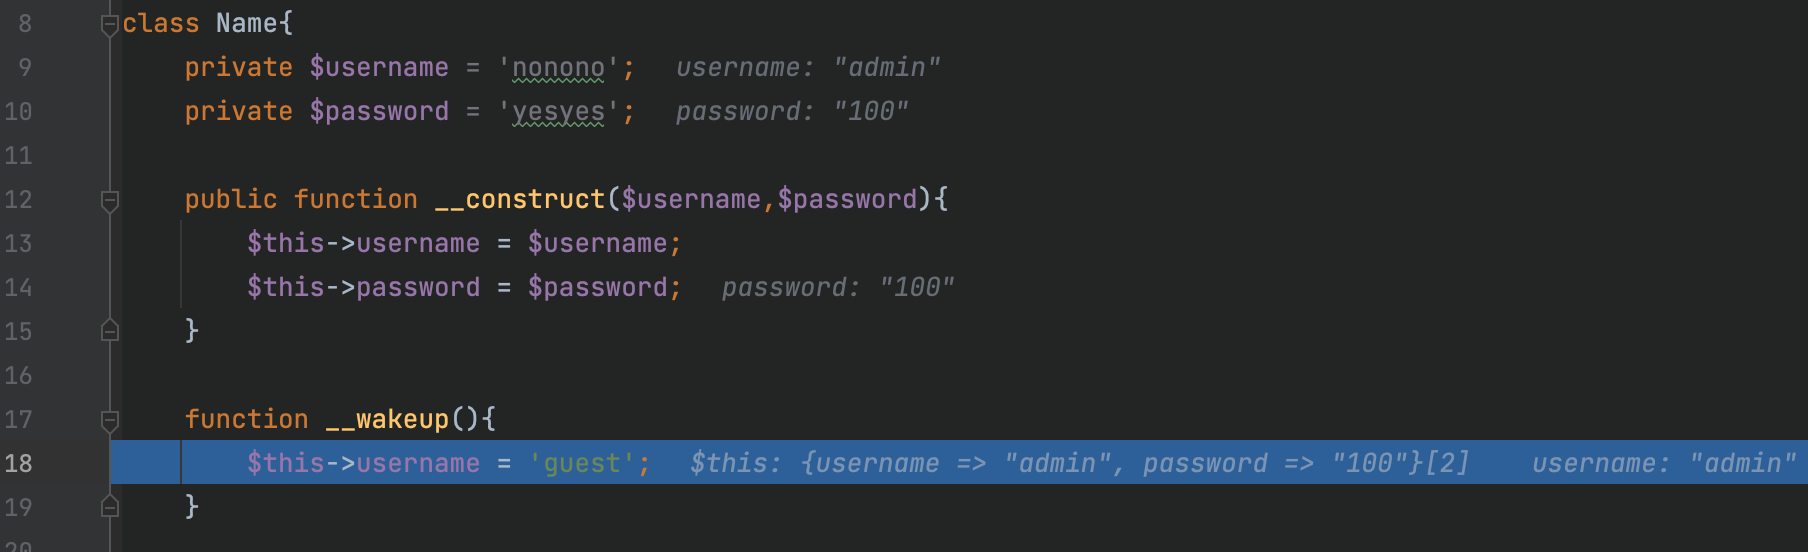 8 class Name{
9 private $username = 'nonono'; username: "admin"
10 private $password = 'yesyes'; password: "100"
11
12 public function __construct($username,$password){
13 $this->username = $username;
14 $this->password = $password; password: "100"
15 }
16
17 function __wakeup(){
18 $this->username = 'guest'; $this: {username => "admin", password => "100"}[2] username: "admin"
19 }
20